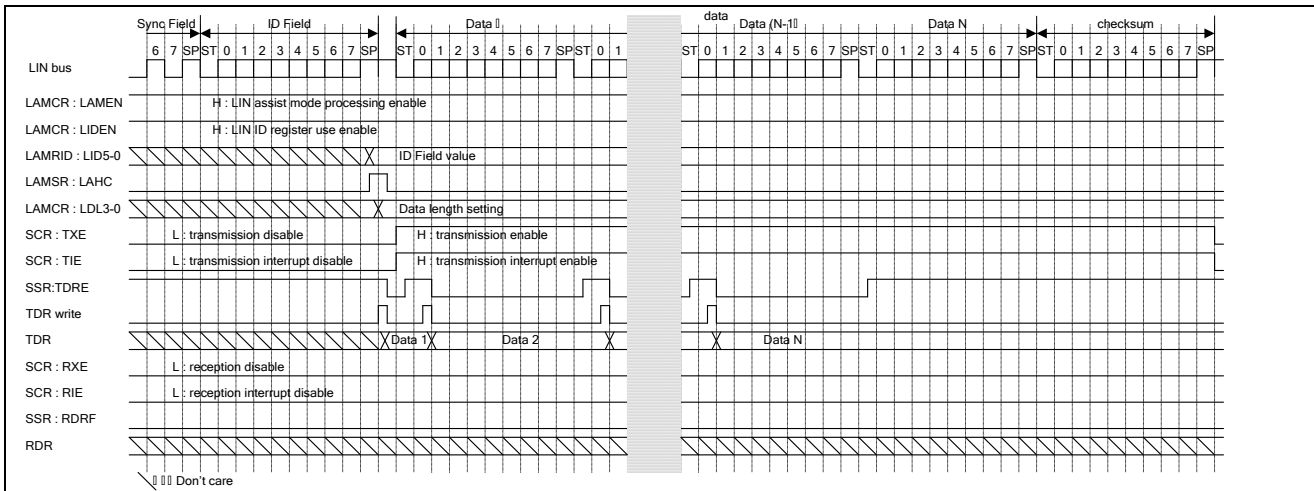 Sync Field ID Field Data data Data (N-1 Data N checksum
6 7 SP ST 0 1 2 3 4 5 6 7 SP ST 0 1 2 3 4 5 6 7 SP ST 0 1 ST 0 1 2 3 4 5 6 7 SP ST 0 1 2 3 4 5 6 7 SP ST 0 1 2 3 4 5 6 7 SP
LIN bus
LAMCR : LAMEN H : LIN assist mode processing enable
LAMCR : LIDEN H : LIN ID register use enable
LAMRID : LID5-0 ID Field value
LAMSR : LAHC
LAMCR : LDL3-0 Data length setting
SCR : TXE L : transmission disable H : transmission enable
SCR : TIE L : transmission interrupt disable H : transmission interrupt enable
SSR:TDRE
TDR write
TDR Data 1 Data 2 Data N
SCR : RXE L : reception disable
SCR : RIE L : reception interrupt disable
SSR : RDRF
RDR
Don't care